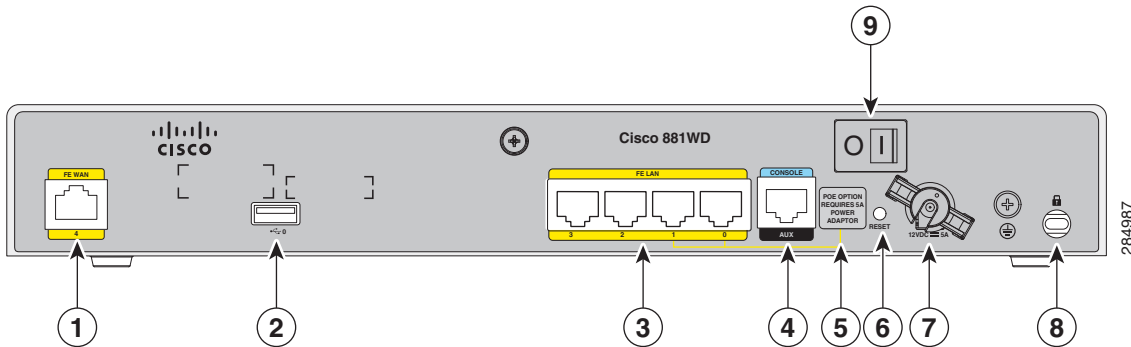 9
CISCO
Cisco 881WD
O I
FE WAN
4
0
FE LAN
3 2 1 0
CONSOLE
AUX
POE OPTION
REQUIRES 5A
POWER
ADAPTOR
RESET
12VDC 5A
284987
1 2 3 4 5 6 7 8